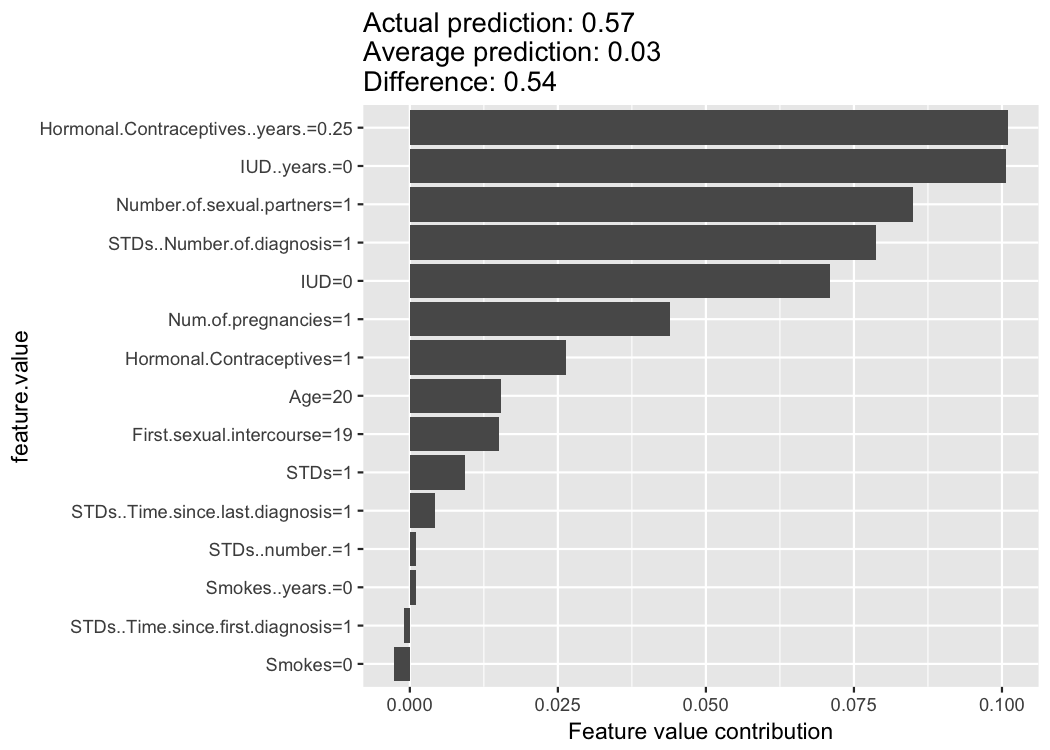 Actual prediction: 0.57
Average prediction: 0.03
Difference: 0.54
feature.value
Hormonal.Contraceptives..years.=0.25
IUD..years.=0
Number.of.sexual.partners=1
STDs..Number.of.diagnosis=1
IUD=0
Num.of.pregnancies=1
Hormonal.Contraceptives=1
Age=20
First.sexual.intercourse=19
STDs=1
STDs..Time.since.last.diagnosis=1
STDs..number.=1
Smokes..years.=0
STDs..Time.since.first.diagnosis=1
Smokes=0
0.000 0.025 0.050 0.075 0.100
Feature value contribution